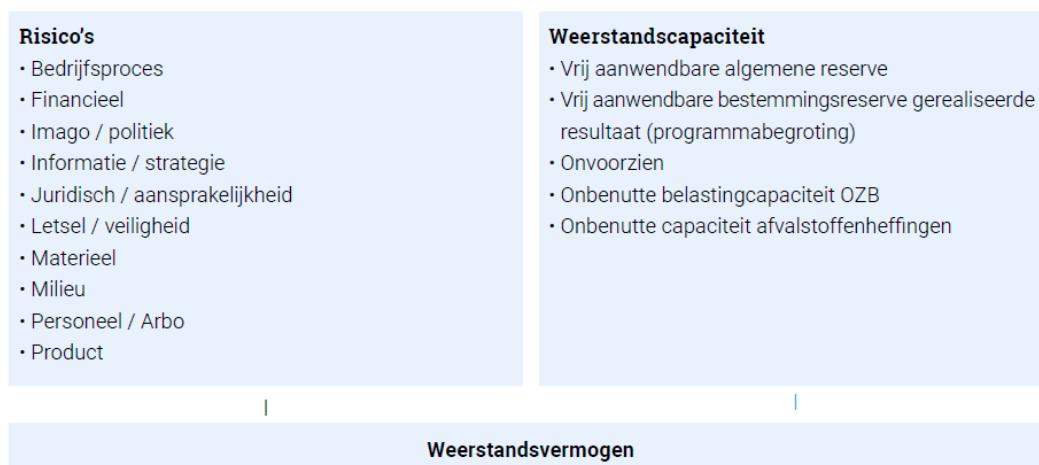 Risico's
· Bedrijfsproces
· Financieel
· Imago / politiek
· Informatie / strategie
· Juridisch / aansprakelijkheid
· Letsel / veiligheid
· Materieel
· Milieu
· Personeel / Arbo
· Product
Weerstandscapaciteit
· Vrij aanwendbare algemene reserve
· Vrij aanwendbare bestemmingsreserve gerealiseerde
resultaat (programmabegroting)
· Onvoorzien
· Onbenutte belastingcapaciteit OZB
· Onbenutte capaciteit afvalstoffenheffingen
Weerstandsvermogen